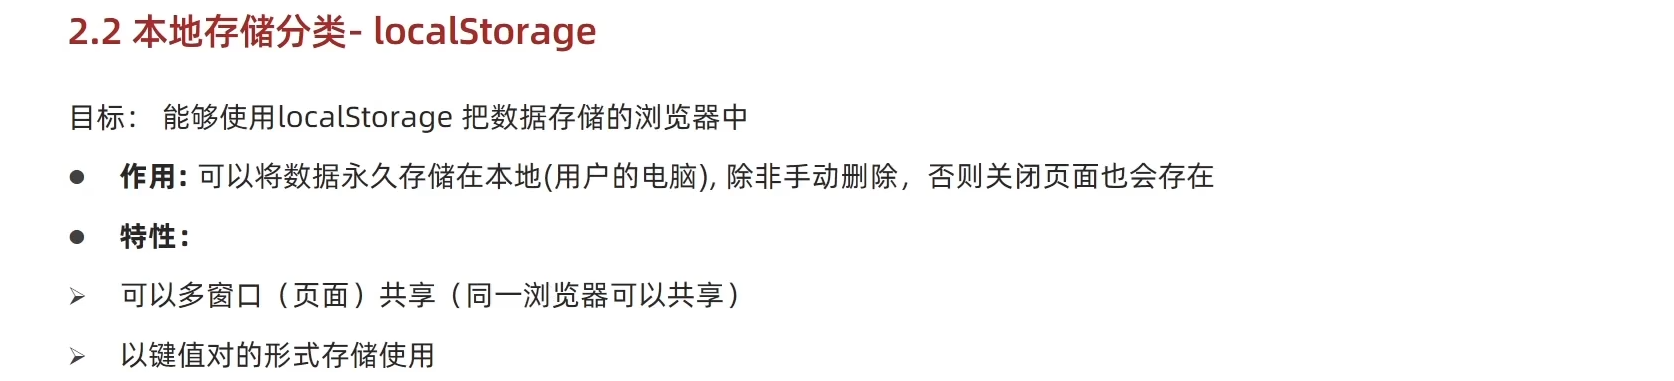 2.2 本地存储分类- localStorage
目标： 能够使用localStorage 把数据存储的浏览器中
● 作用: 可以将数据永久存储在本地(用户的电脑), 除非手动删除，否则关闭页面也会存在
● 特性：
➢ 可以多窗口（页面）共享（同一浏览器可以共享）
➢ 以键值对的形式存储使用